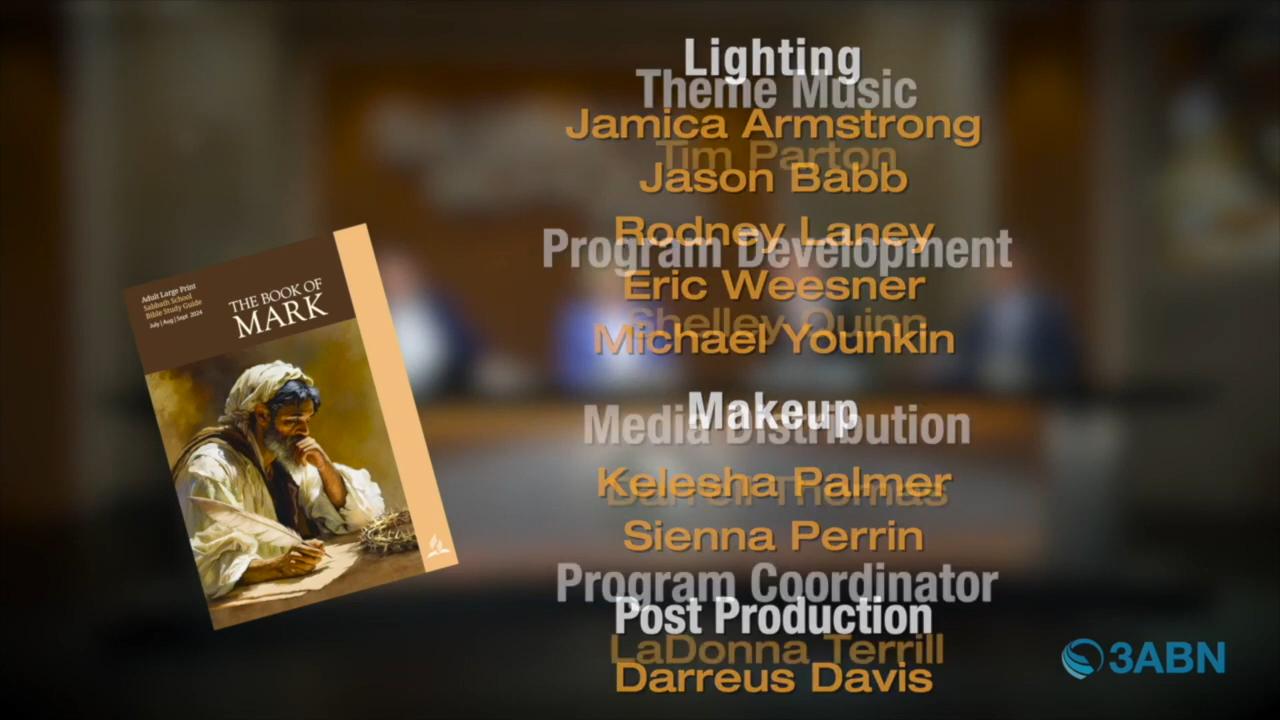 Adult Large Print
Sabbath School
Bible Study Guide
July | Aug | Sept 2024
THE BOOK OF
MARK
Lighting
Theme Music
Jamica Armstrong
Tim Parton
Jason Babb
Rodney Laney
Program Development
Eric Weesner
Shelley Quinn
Michael Younkin
Makeup
Media Distribution
Kelesha Palmer
Darrell Thomas
Sienna Perrin
Program Coordinator
Post Production
LaDonna Terrill
Darreus Davis
3ABN